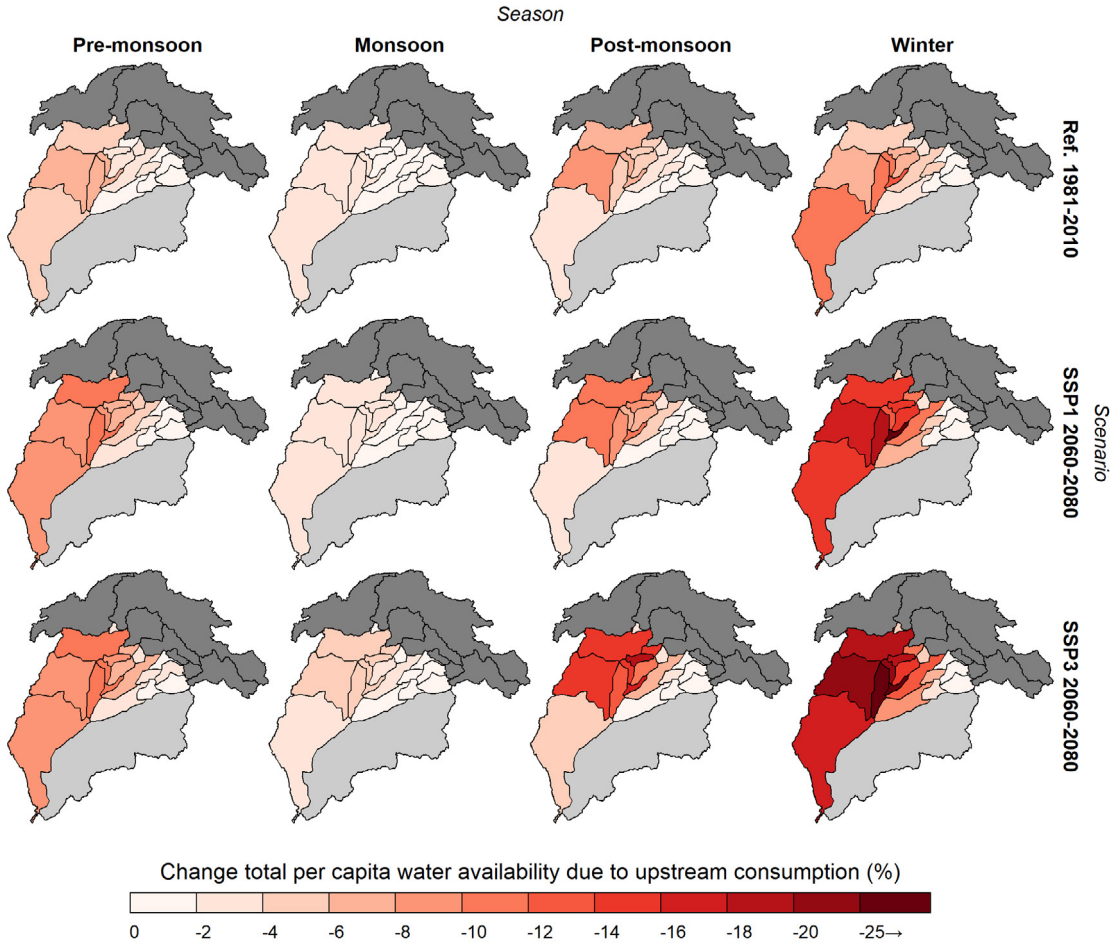 Season
Pre-monsoon Monsoon Post-monsoon Winter
Ref. 1981-2010
SSP1 2060-2080
Scenario
SSP3 2060-2080
Change total per capita water availability due to upstream consumption (%)
0 -2 -4 -6 -8 -10 -12 -14 -16 -18 -20 -25→